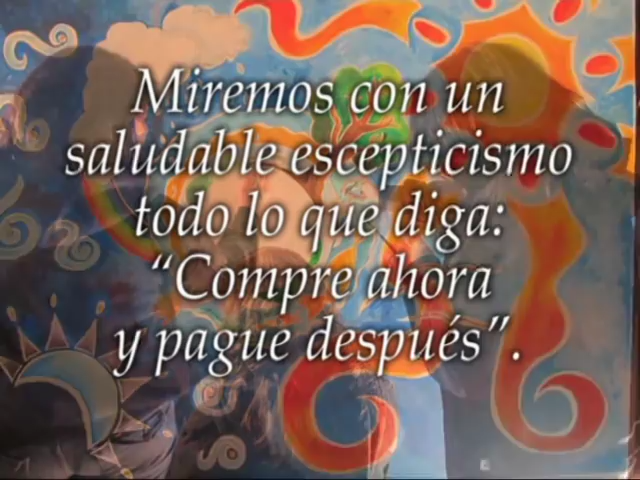 Miremos con un
saludable escepticismo
todo lo que diga:
“Compre ahora
y pague después”.